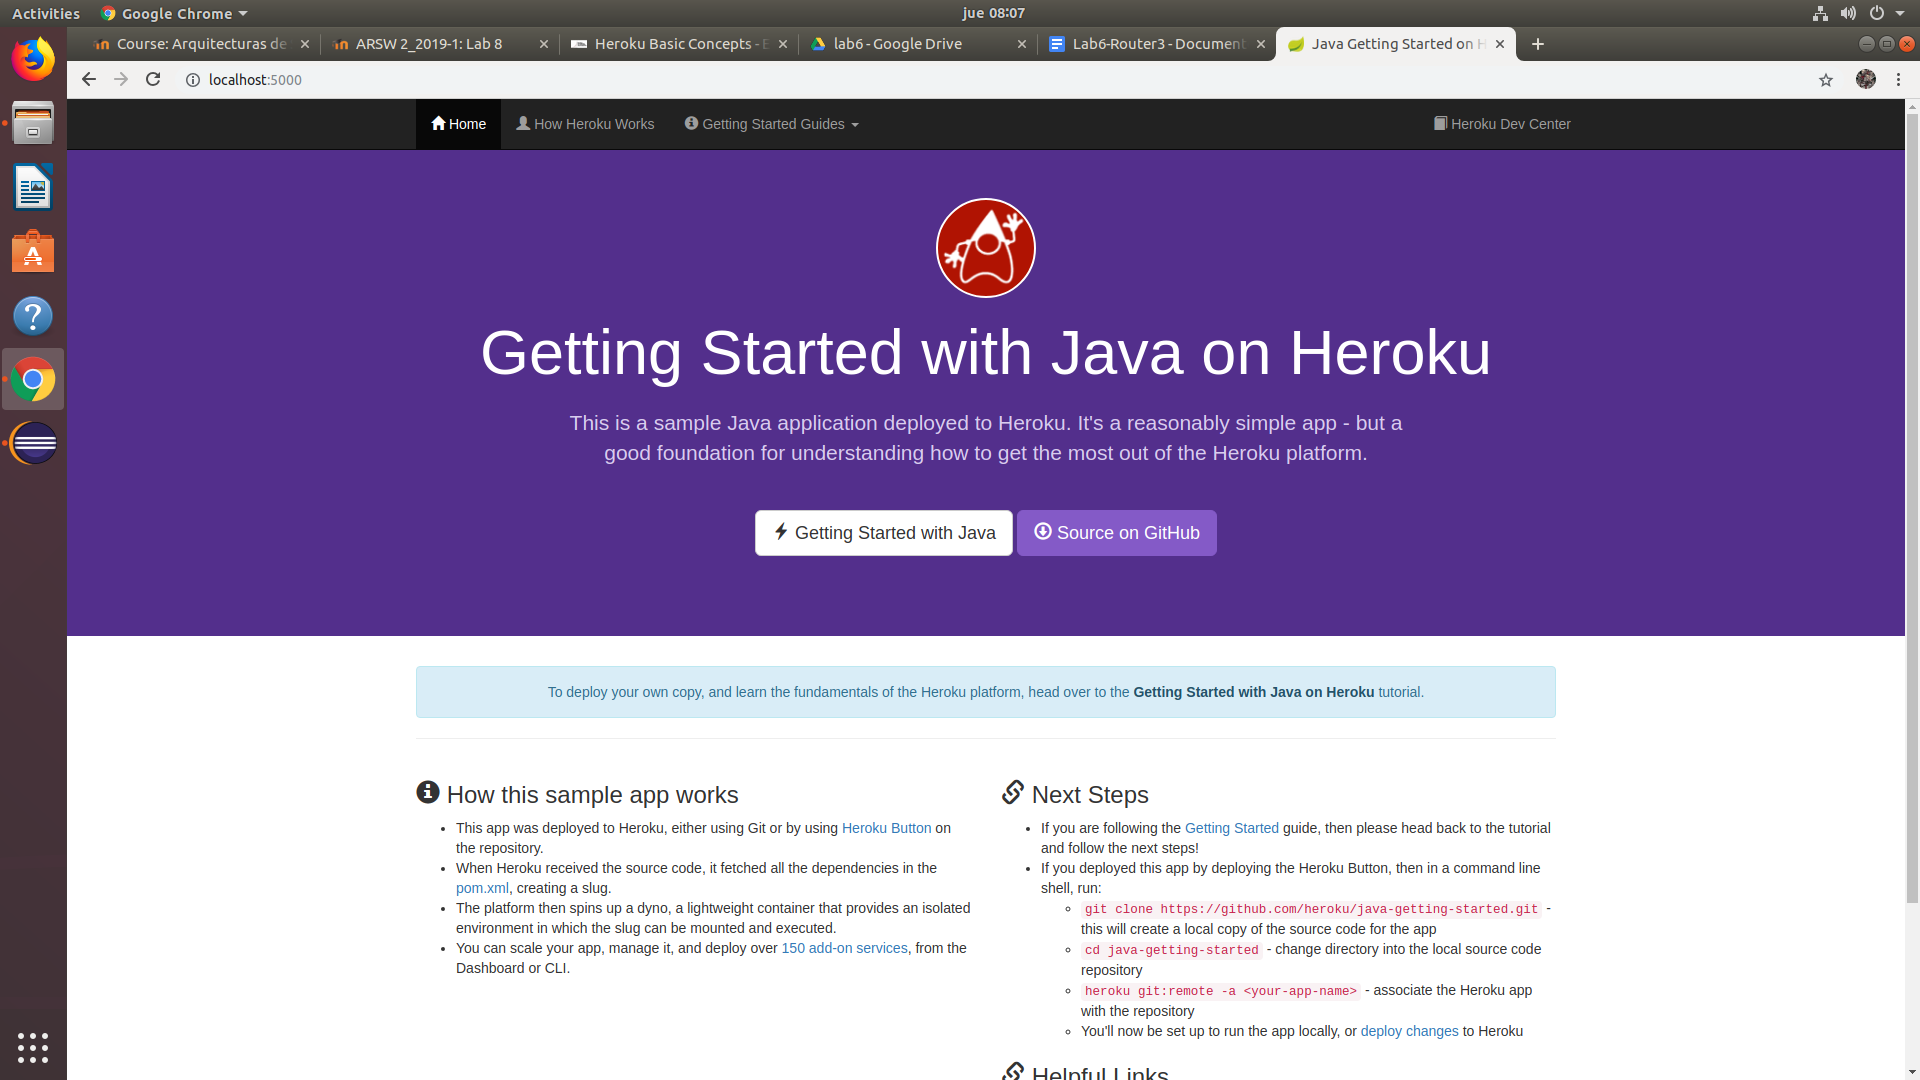 Activities
Google Chrome
jue 08:07
Course: Arquitecturas de
ARSW 2_2019-1: Lab 8
Heroku Basic Concepts -
lab6 - Google Drive
Lab6-Router3 - Document
Java Getting Started on H
localhost:5000
Home
How Heroku Works
Getting Started Guides
Heroku Dev Center
Getting Started with Java on Heroku
This is a sample Java application deployed to Heroku. It's a reasonably simple app - but a
good foundation for understanding how to get the most out of the Heroku platform.
Getting Started with Java
Source on GitHub
To deploy your own copy, and learn the fundamentals of the Heroku platform, head over to the Getting Started with Java on Heroku tutorial.
How this sample app works
• This app was deployed to Heroku, either using Git or by using Heroku Button on
the repository.
• When Heroku received the source code, it fetched all the dependencies in the
pom.xml, creating a slug.
• The platform then spins up a dyno, a lightweight container that provides an isolated
environment in which the slug can be mounted and executed.
• You can scale your app, manage it, and deploy over 150 add-on services, from the
Dashboard or CLI.
Next Steps
• If you are following the Getting Started guide, then please head back to the tutorial
and follow the next steps!
• If you deployed this app by deploying the Heroku Button, then in a command line
shell, run:
◦ git clone https://github.com/heroku/java-getting-started.git -
this will create a local copy of the source code for the app
◦ cd java-getting-started - change directory into the local source code
repository
◦ heroku git:remote -a <your-app-name> - associate the Heroku app
with the repository
◦ You'll now be set up to run the app locally, or deploy changes to Heroku
Helpful Links